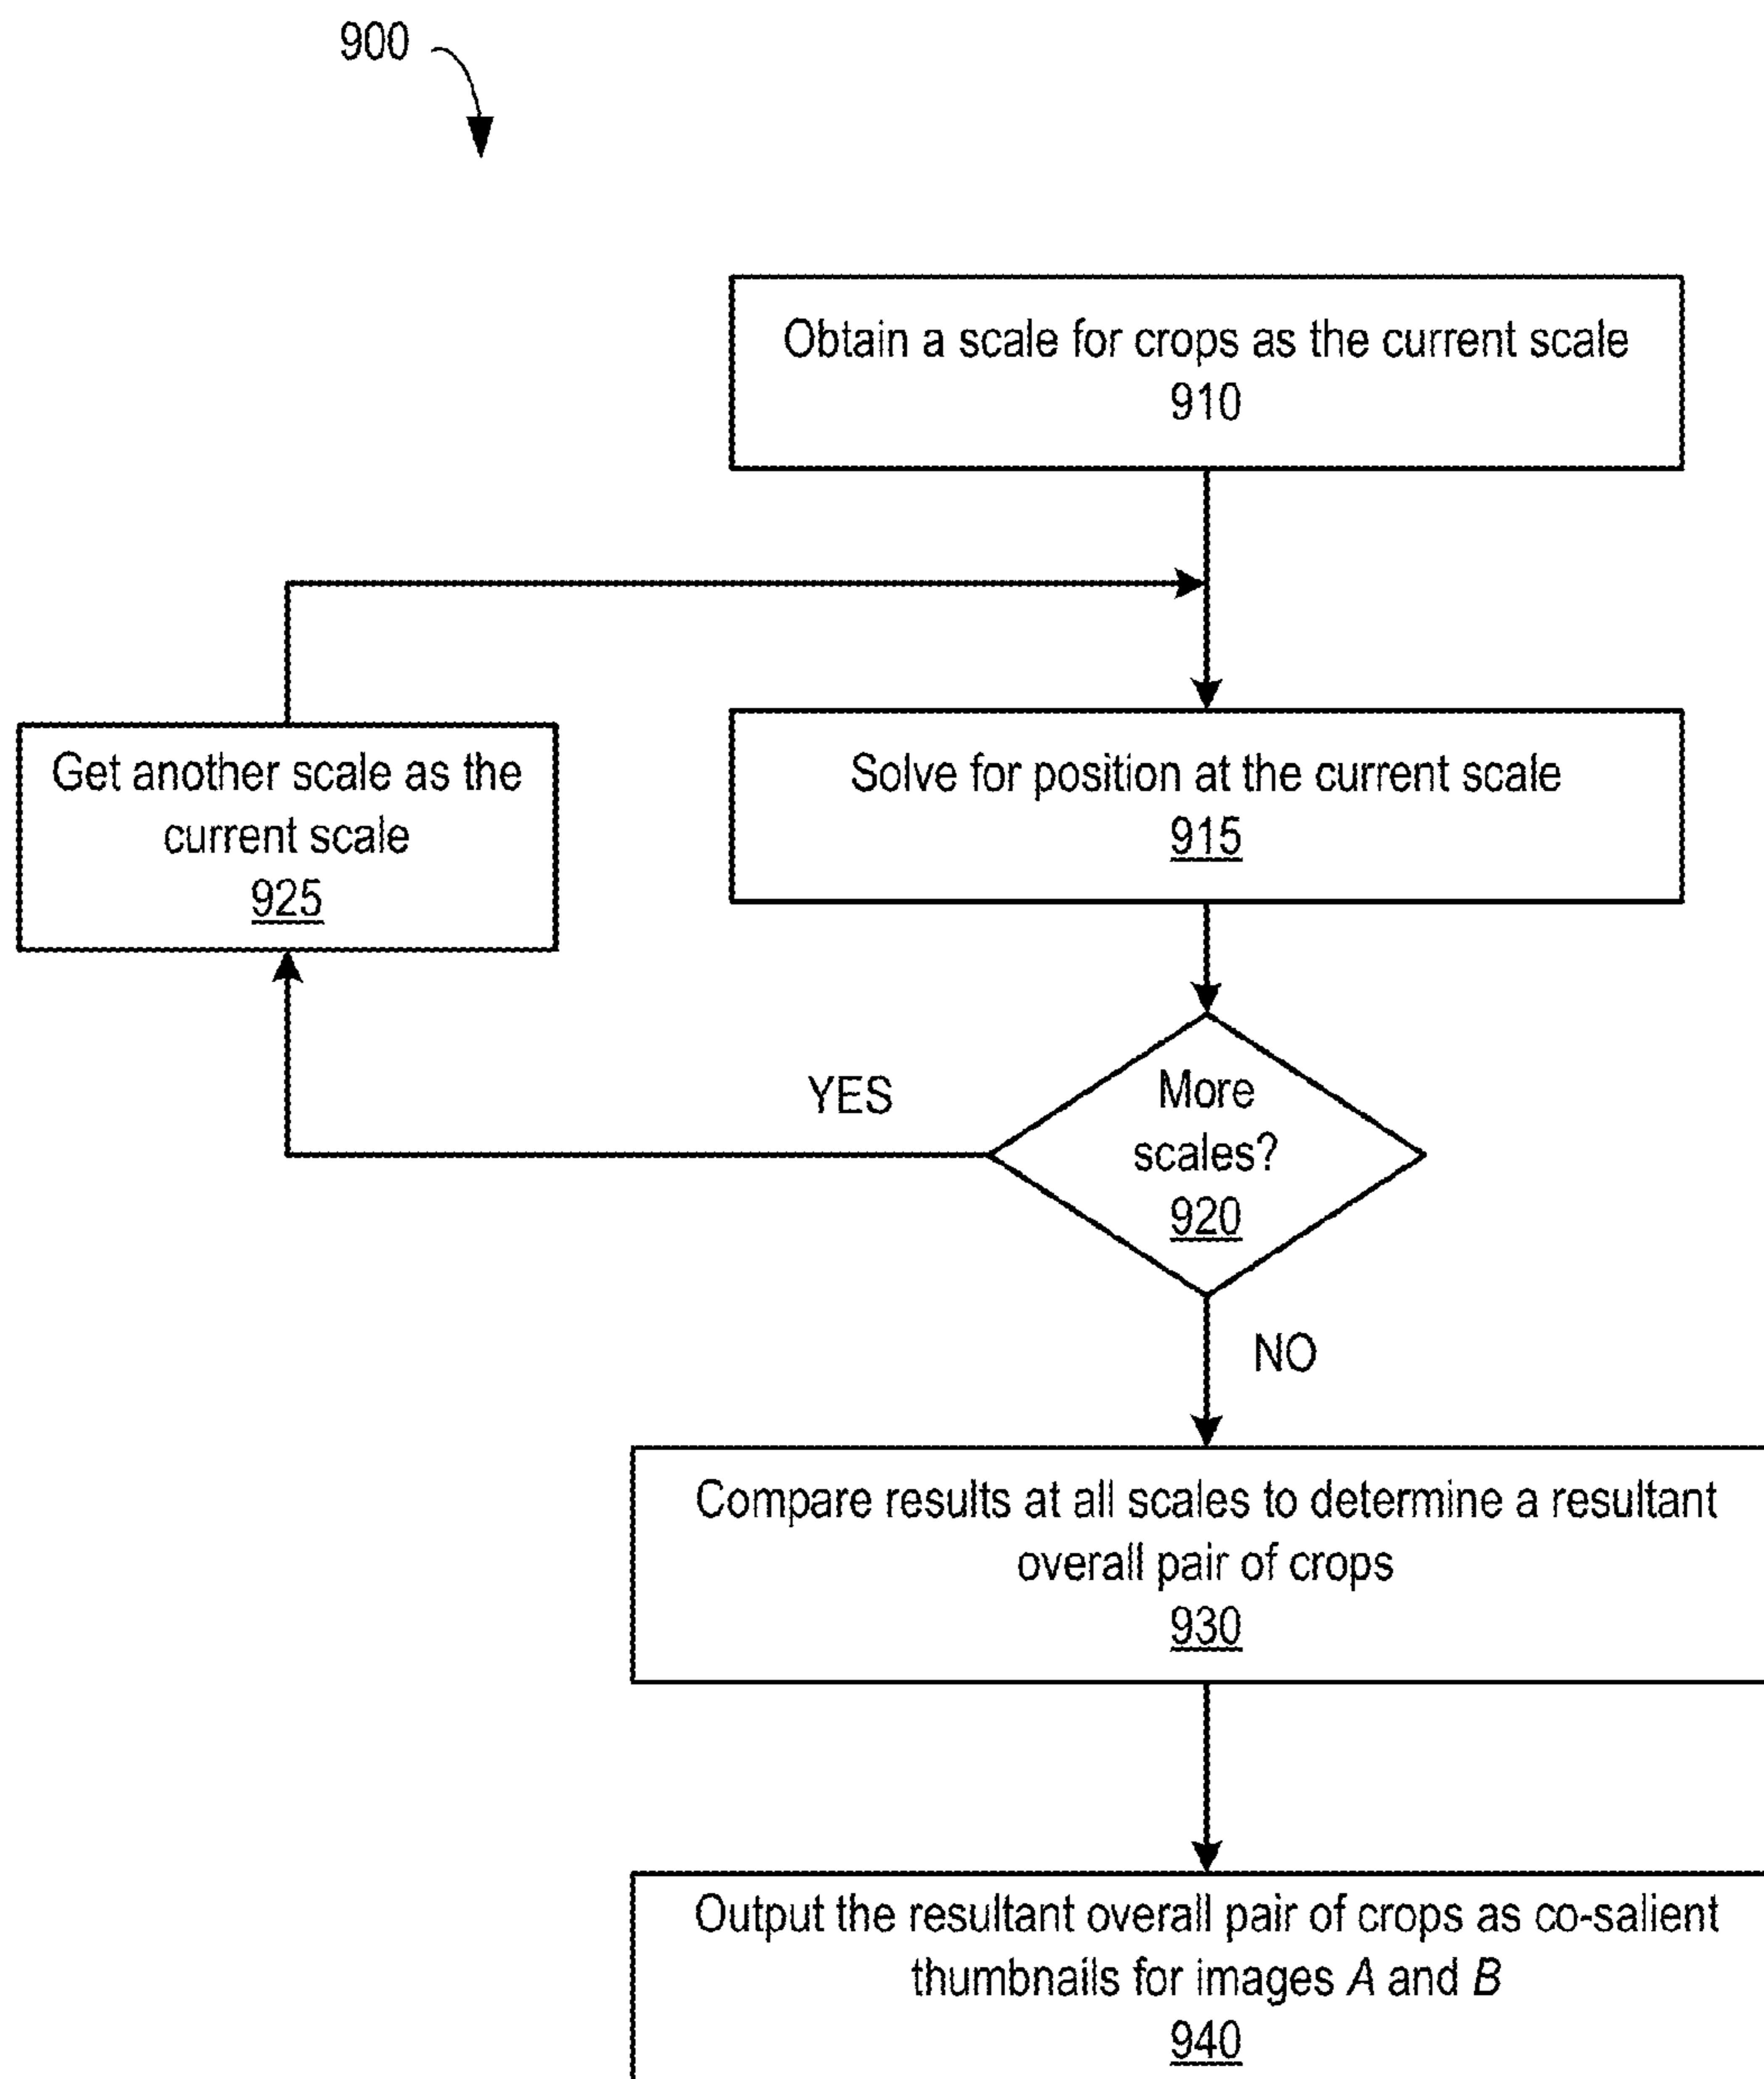 900
Obtain a scale for crops as the current scale
910
Get another scale as the
current scale
925
Solve for position at the current scale
915
YES
More
scales?
920
NO
Compare results at all scales to determine a resultant
overall pair of crops
930
Output the resultant overall pair of crops as co-salient
thumbnails for images A and B
940